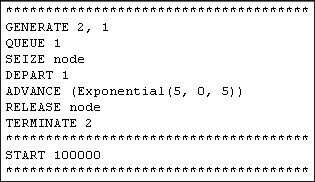 ***************************************
GENERATE 2, 1
QUEUE 1
SEIZE node
DEPART 1
ADVANCE (Exponential(5, 0, 5))
RELEASE node
TERMINATE 2
***************************************
START 100000
***************************************